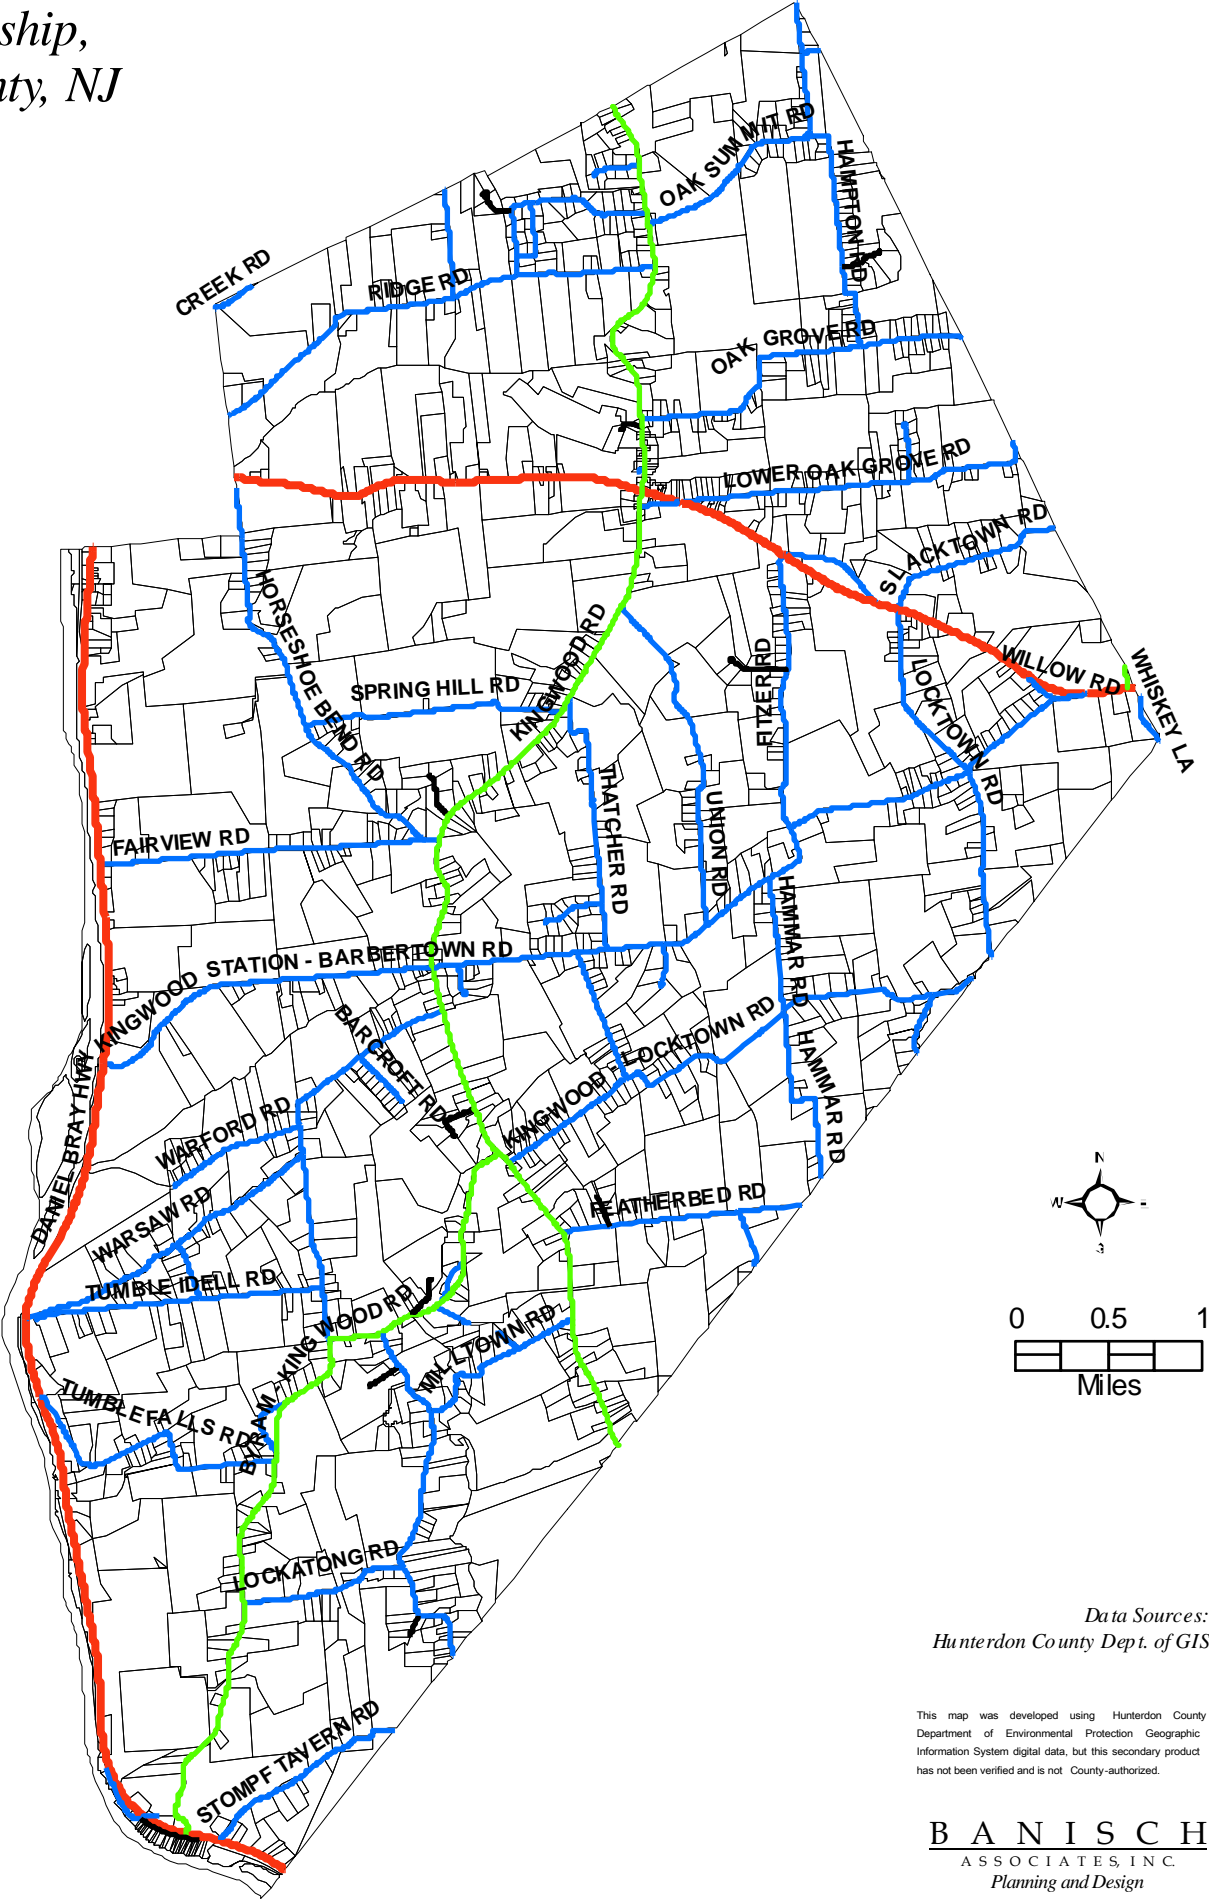 ship,
nty, NJ
OAK SUMMIT RD
HAMPTON RD
CREEK RD
RIDGE RD
OAK GROVE RD
LOWER OAK GROVE RD
S LACKTOWN RD
HORSESHOE BEND RD
KINGWOOD RD
SPRING HILL RD
FITZER RD
LOCKTOWN RD
WILLOW RD
WHISKEY LA
THATCHER RD
UNION RD
FAIRVIEW RD
HAMMAR RD
KINGWOOD STATION - BARBERTOWN RD
BARCROFT RD
KINGWOOD - LOCKTOWN RD
HAMMAR RD
DANIEL BRAY HWY
WARFORD RD
WARSAW RD
FEATHERBED RD
TUMBLE IDELL RD
BYRAM - KINGWOOD RD
MILLTOWN RD
TUMBLE FALLS RD
LOCKATONG RD
STOMPF TAVERN RD
N
W
0 0.5 1
Miles
Data Sources:
Hunterdon County Dept. of GIS
This map was developed using Hunterdon County
Department of Environmental Protection Geographic
Information System digital data, but this secondary product
has not been verified and is not County-authorized.
BANISCH
ASSOCIATES, INC.
Planning and Design